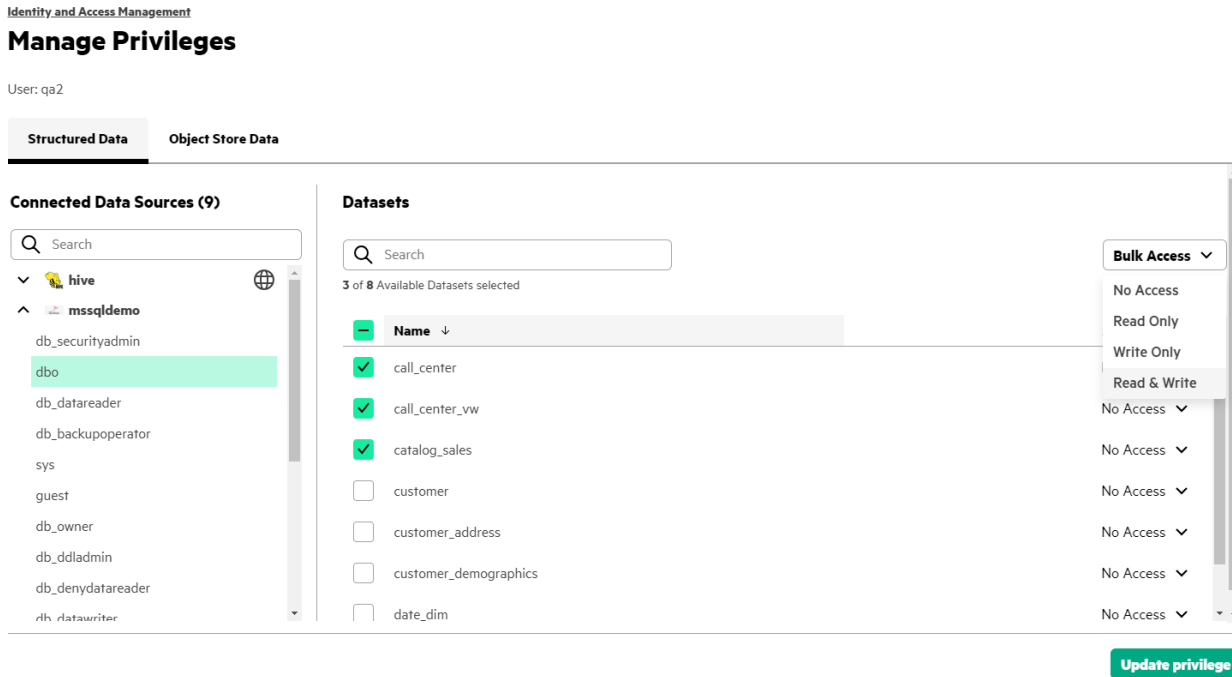 Identity and Access Management
Manage Privileges
User: qa2
Structured Data
Object Store Data
Connected Data Sources (9)
Search
hive
mssqldemo
db_securityadmin
dbo
db_datareader
db_backupoperator
sys
guest
db_owner
db_ddladmin
db_denydatareader
db_datawriter
Datasets
Search
Bulk Access
3 of 8 Available Datasets selected
No Access
Read Only
Write Only
Read & Write
Name
call_center
call_center_vw No Access
catalog_sales No Access
customer No Access
customer_address No Access
customer_demographics No Access
date_dim No Access
Update privilege